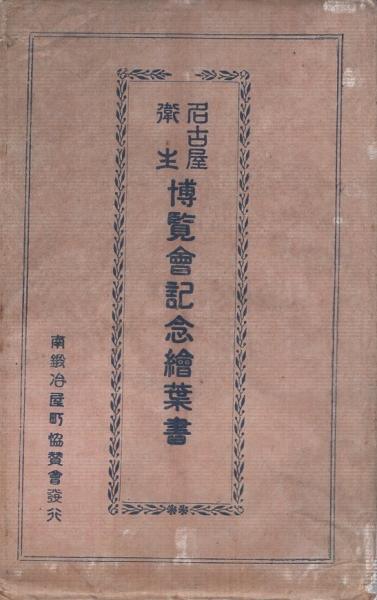 名古屋
衛生
博覧會記念繪葉書
南鍛冶屋町協賛會發行